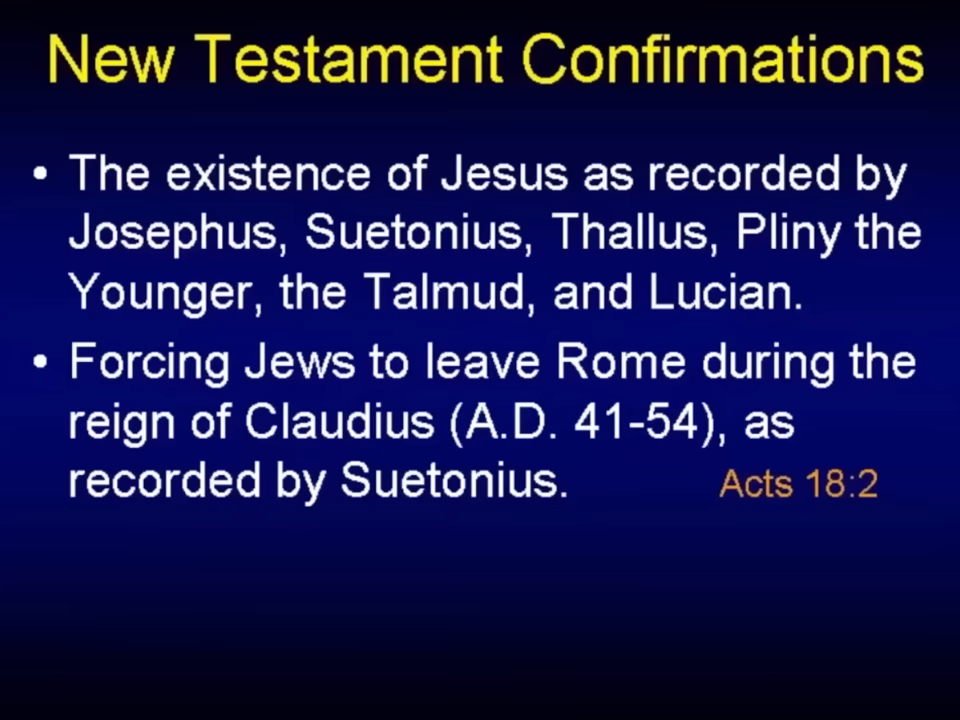 New Testament Confirmations
• The existence of Jesus as recorded by
Josephus, Suetonius, Thallus, Pliny the
Younger, the Talmud, and Lucian.
• Forcing Jews to leave Rome during the
reign of Claudius (A.D. 41-54), as
recorded by Suetonius. Acts 18:2